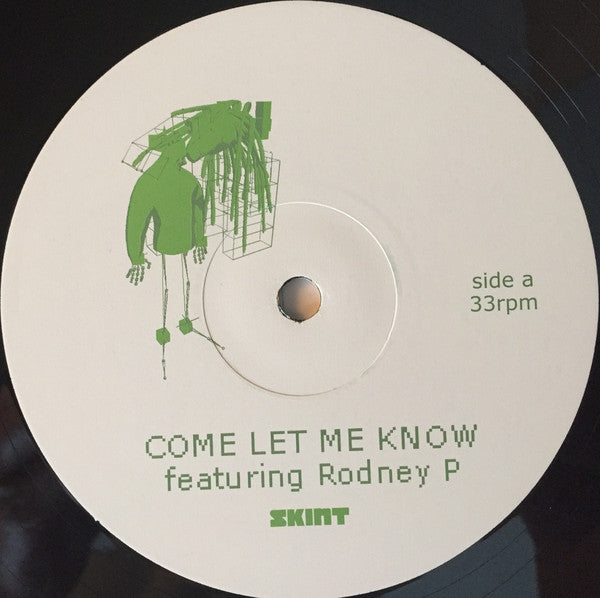 side a
33rpm
COME LET ME KNOW
featuring Rodney P
SKINT